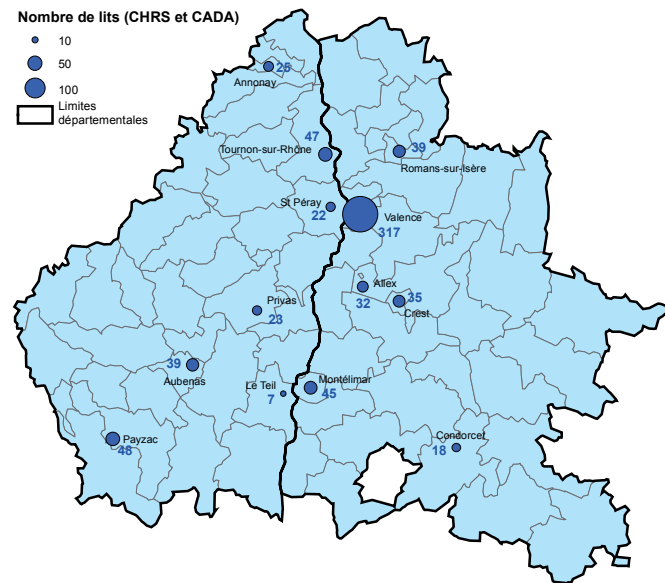 Nombre de lits (CHRS et CADA)
10
50
100
Limites
départementales
25
Annonay
47
Tournon-sur-Rhône
39
Romans-sur-Isère
St Péray
22
Valence
317
Allex
32
35
Crest
Privas
23
39
Aubenas
Le Teil
7
Montélimar
45
Payzac
48
Condorcet
18